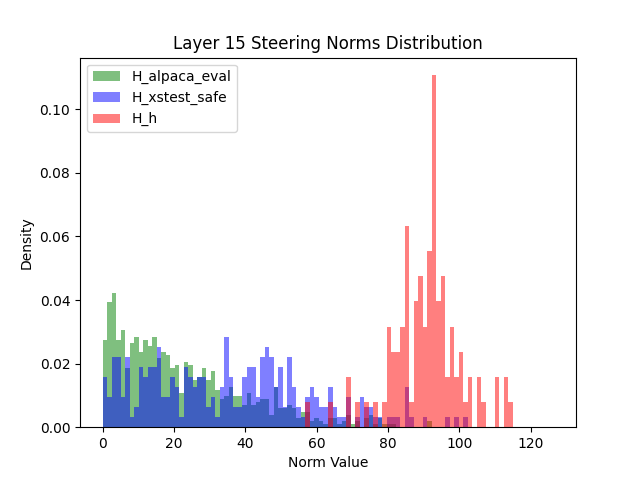 Layer 15 Steering Norms Distribution
H_alpaca_eval
H_xstest_safe
H_h
0.10
0.08
0.06
0.04
0.02
0.00
Density
0 20 40 60 80 100 120
Norm Value